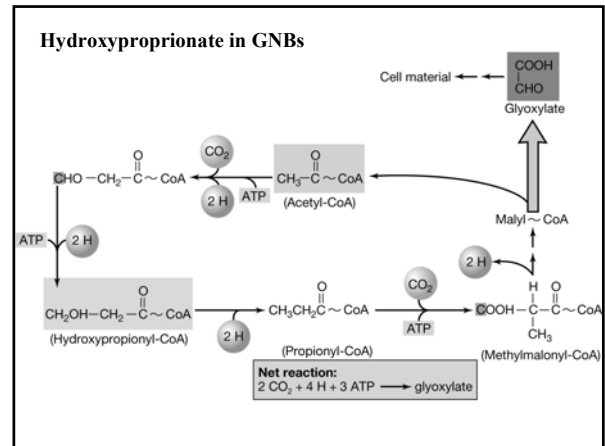 Hydroxyproprionate in GNBs
COOH
CHO
Glyoxylate
Cell material
O
CHO—CH2—C~CoA
CO2
2 H
ATP
O
CH3—C~CoA
(Acetyl-CoA)
Malyl~CoA
ATP
2 H
O
CH2OH—CH2—C~CoA
(Hydroxypropionyl-CoA)
2 H
O
CH3CH2C~CoA
(Propionyl-CoA)
CO2
ATP
2 H
H O
COOH—C—C~CoA
CH3
(Methylmalonyl-CoA)
Net reaction:
2 CO2 + 4 H + 3 ATP → glyoxylate